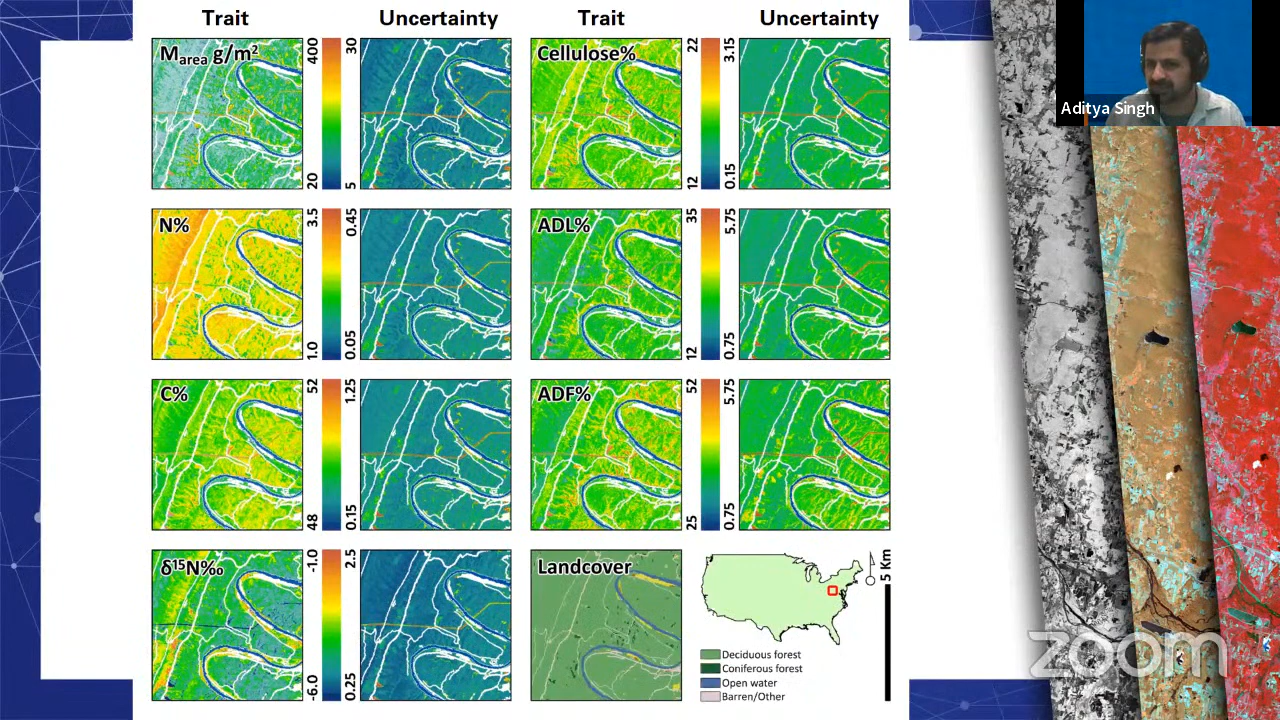 Trait
Uncertainty
Trait
Uncertainty
Marea g/m²
400
20
30
5
Cellulose%
22
12
3.15
0.15
N%
3.5
1.0
0.45
0.05
ADL%
35
12
5.75
0.75
C%
52
48
1.25
0.15
ADF%
52
25
5.75
0.75
δ¹⁵N‰
-1.0
-6.0
2.5
0.25
Landcover
5 Km
Deciduous forest
Coniferous forest
Open water
Barren/Other
Aditya Singh
zoom